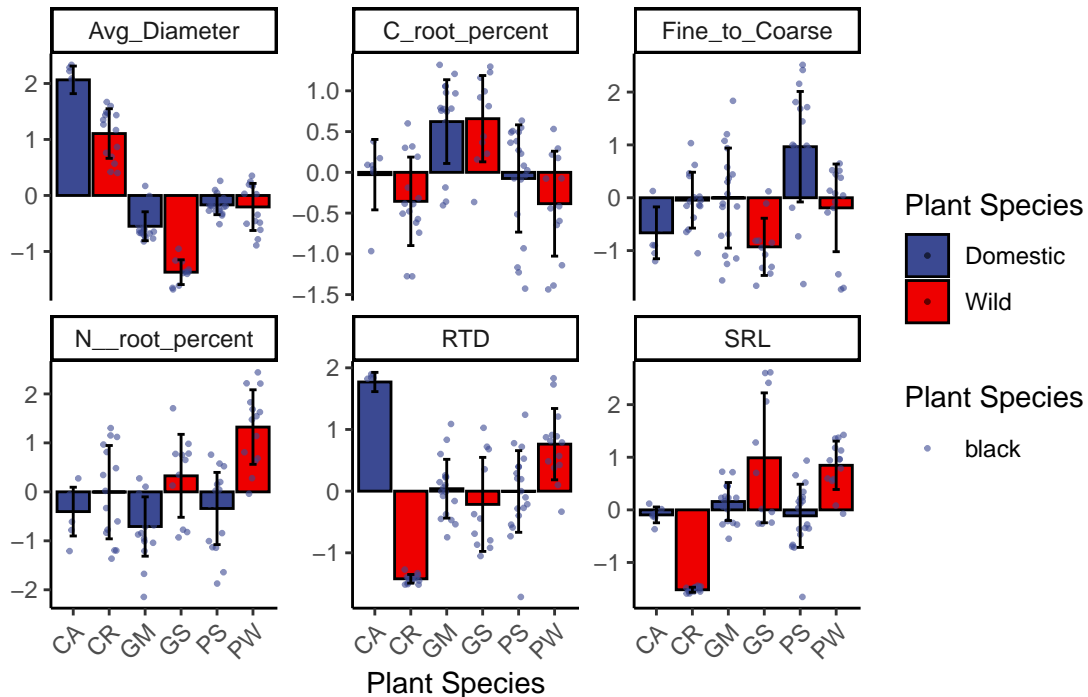 Avg_Diameter
C_root_percent
Fine_to_Coarse
2
1
0
−1
1.0
0.5
0.0
−0.5
−1.0
−1.5
2
1
0
−1
N__root_percent
RTD
SRL
2
1
0
−1
−2
2
1
0
−1
2
1
0
−1
CA CR GM GS PS PW
CA CR GM GS PS PW
CA CR GM GS PS PW
Plant Species
Plant Species
Domestic
Wild
Plant Species
black